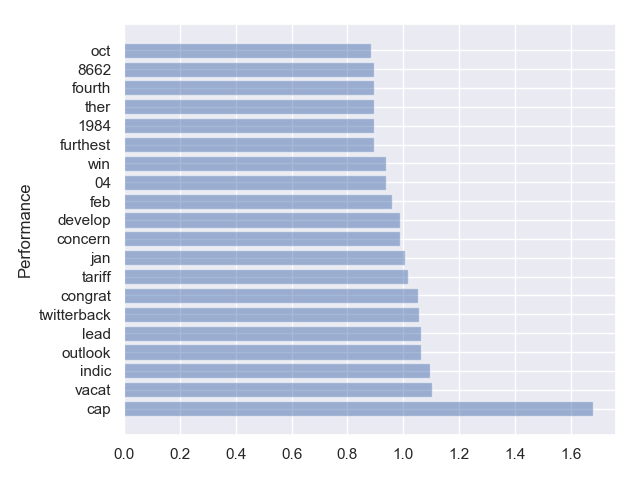 oct
8662
fourth
ther
1984
furthest
win
04
feb
develop
concern
jan
tariff
congrat
twitterback
lead
outlook
indic
vacat
cap
Performance
0.0 0.2 0.4 0.6 0.8 1.0 1.2 1.4 1.6